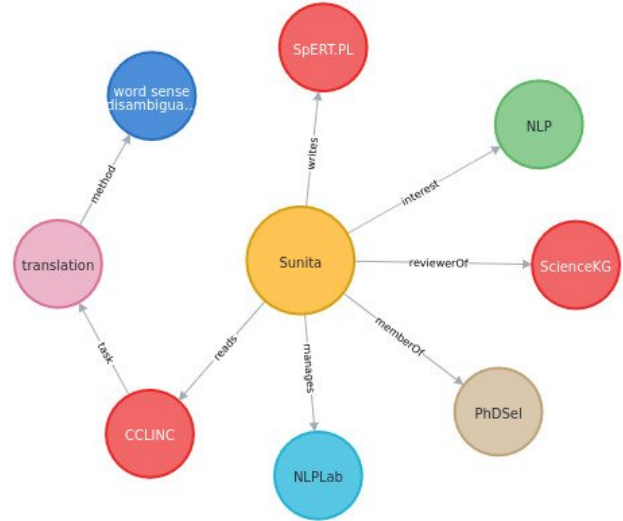 SpERT.PL
word sense
disambigua...
NLP
writes
method
interest
translation
Sunita
reviewerOf
ScienceKG
memberOf
reads
manages
task
PhDSel
CCLINC
NLPLab